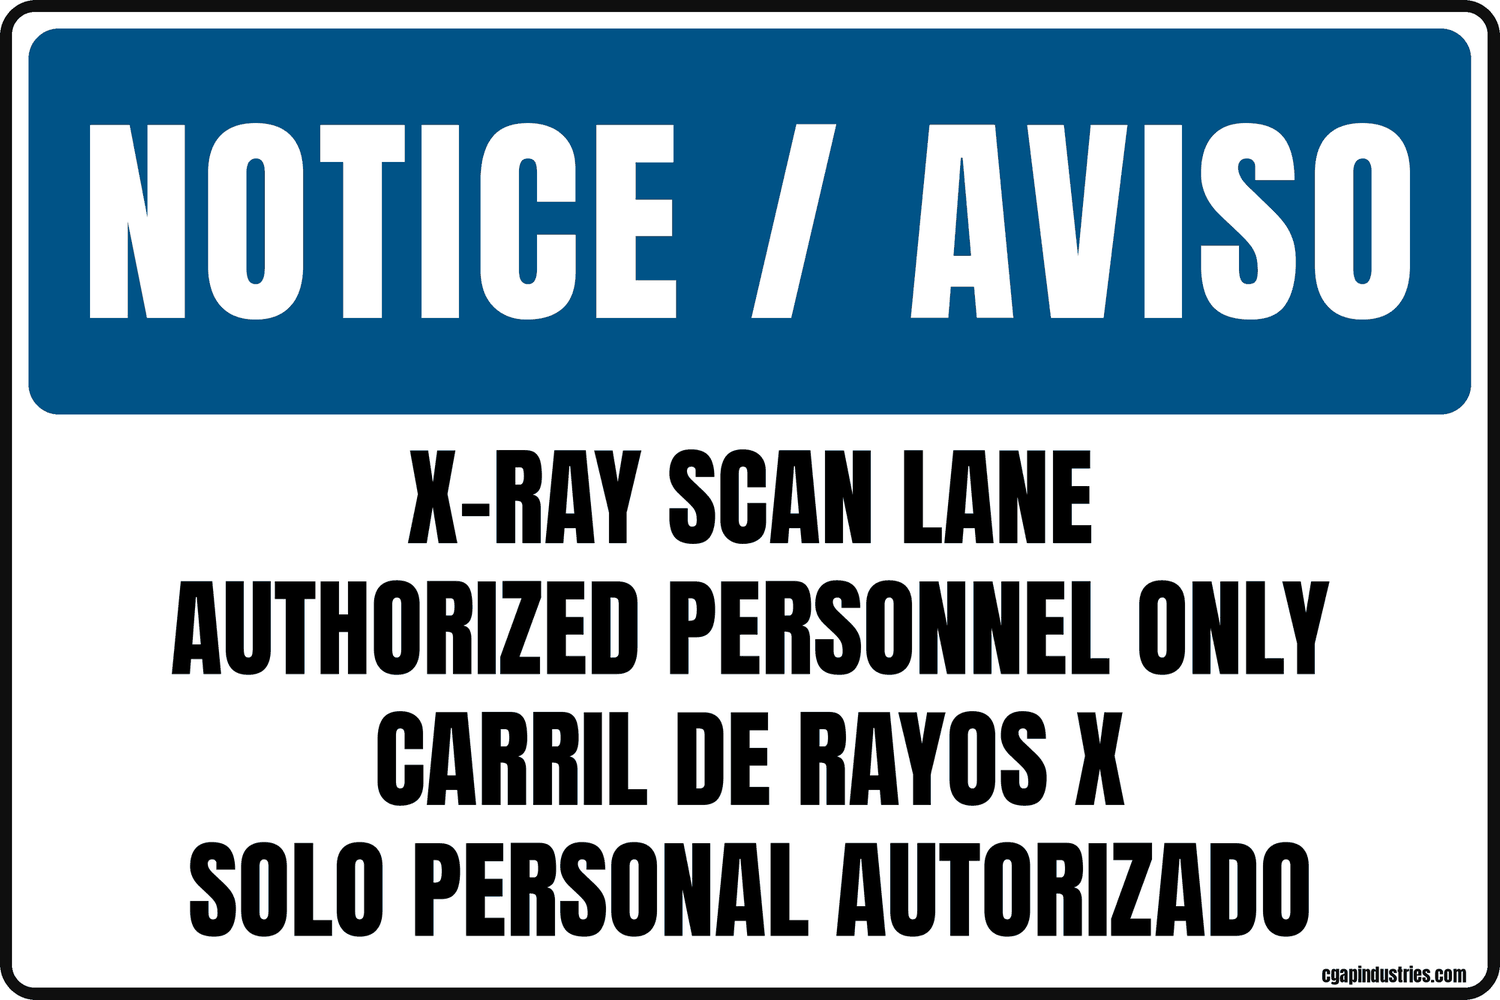 NOTICE / AVISO
X-RAY SCAN LANE
AUTHORIZED PERSONNEL ONLY
CARRIL DE RAYOS X
SOLO PERSONAL AUTORIZADO
cgapindustries.com